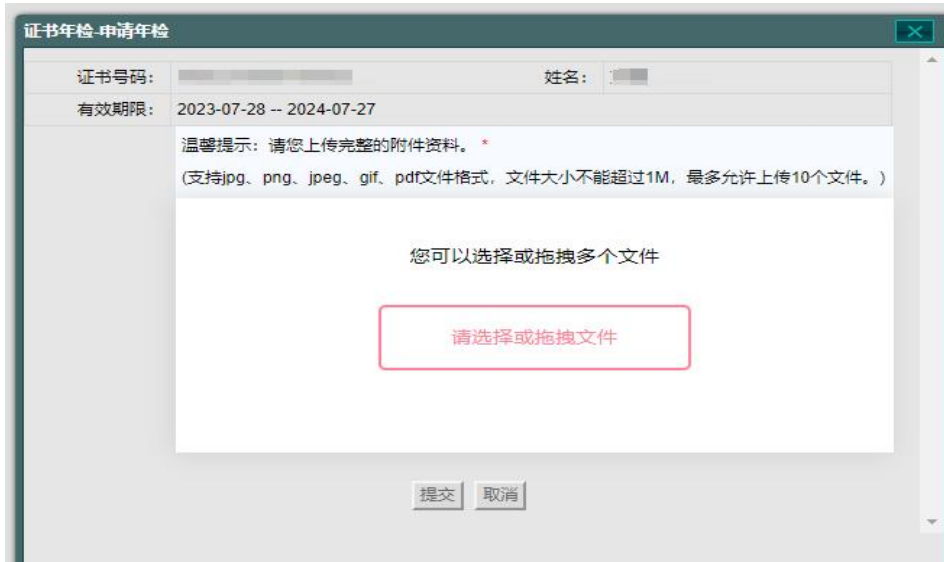 证书年检-申请年检
证书号码： 姓名：
有效期限： 2023-07-28 -- 2024-07-27
温馨提示：请您上传完整的附件资料。 *
(支持jpg、png、jpeg、gif、pdf文件格式，文件大小不能超过1M，最多允许上传10个文件。)
您可以选择或拖拽多个文件
请选择或拖拽文件
提交 取消